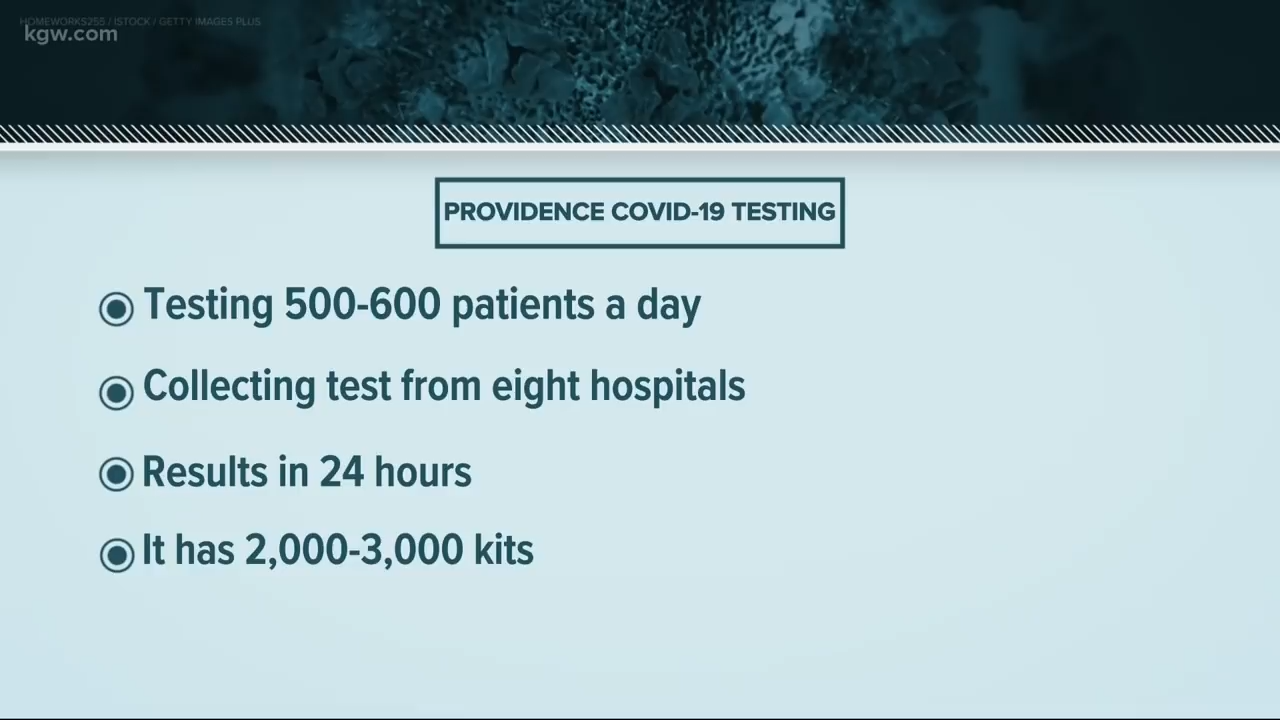 HOMEWORKS255 / ISTOCK / GETTY IMAGES PLUS
kgw.com
PROVIDENCE COVID-19 TESTING
Testing 500-600 patients a day
Collecting test from eight hospitals
Results in 24 hours
It has 2,000-3,000 kits